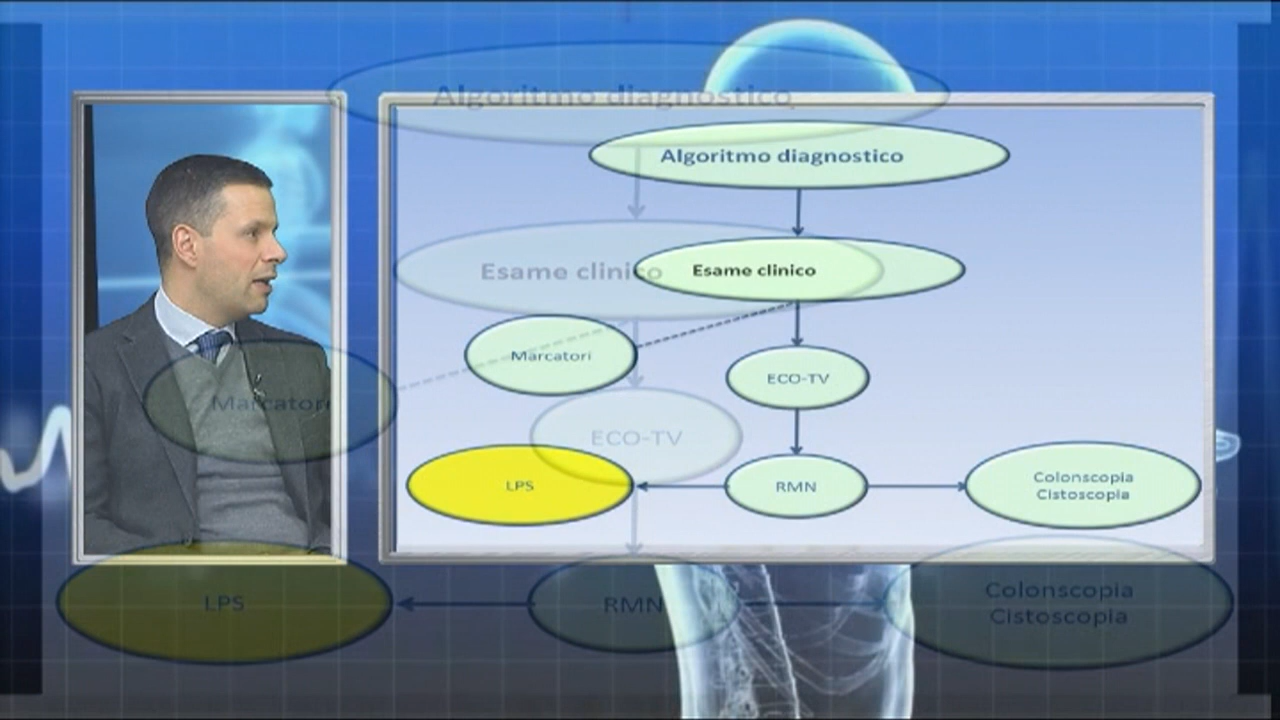 Algoritmo diagnostico
Algoritmo diagnostico
Esame clinico
Esame clinico
Marcatori
ECO-TV
Marcatori
ECO-TV
LPS
RMN
Colonscopia
Cistoscopia
LPS
RMN
Colonscopia
Cistoscopia